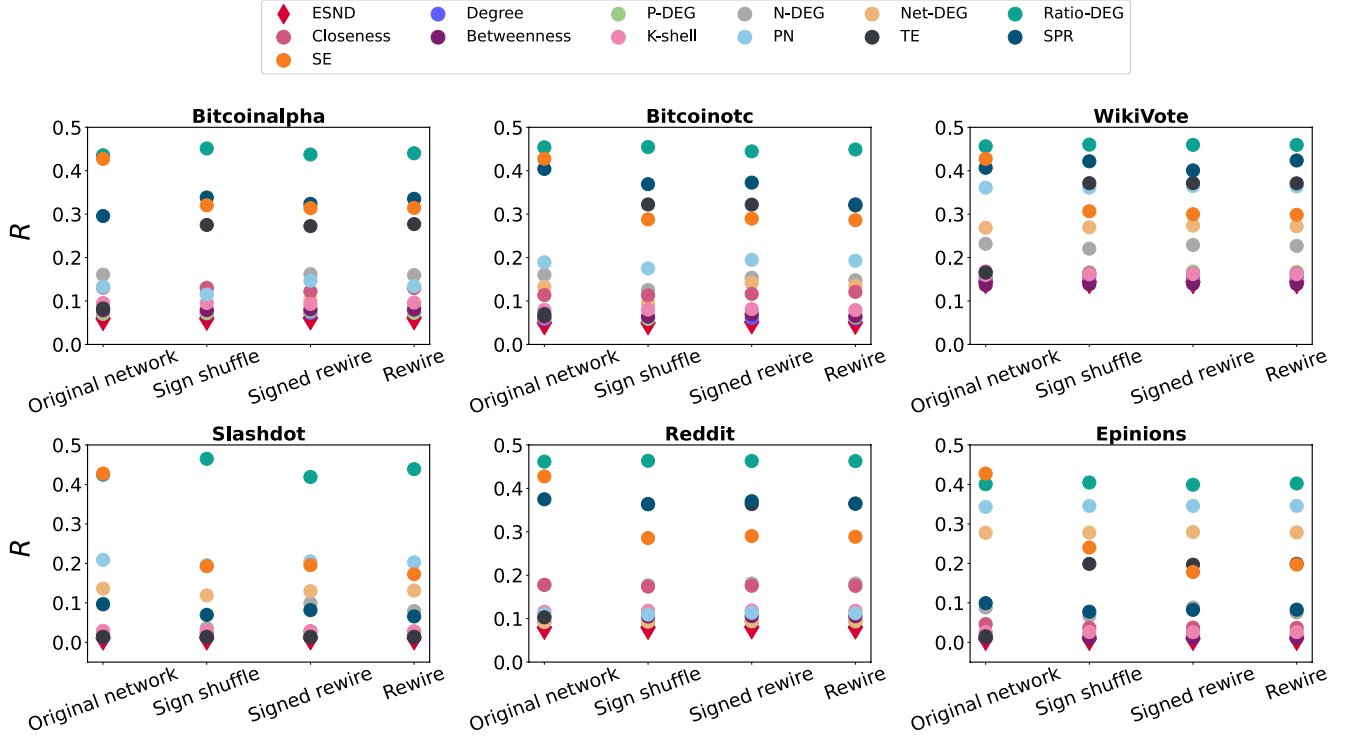 ESND Degree P-DEG N-DEG Net-DEG Ratio-DEG
Closeness Betweenness K-shell PN TE SPR
SE
Bitcoinalpha Bitcoinotc WikiVote
0.5 0.5 0.5
0.4 0.4 0.4
0.3 0.3 0.3
R
0.2 0.2 0.2
0.1 0.1 0.1
0.0 0.0 0.0
Original network Sign shuffle Signed rewire Rewire Original network Sign shuffle Signed rewire Rewire Original network Sign shuffle Signed rewire Rewire
Slashdot Reddit Epinions
0.5 0.5 0.5
0.4 0.4 0.4
0.3 0.3 0.3
R
0.2 0.2 0.2
0.1 0.1 0.1
0.0 0.0 0.0
Original network Sign shuffle Signed rewire Rewire Original network Sign shuffle Signed rewire Rewire Original network Sign shuffle Signed rewire Rewire